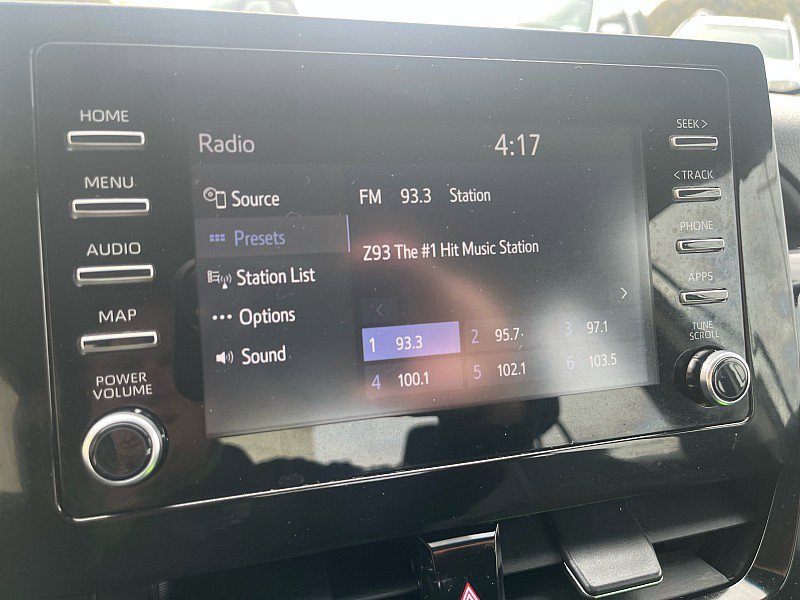 HOME
MENU
AUDIO
MAP
POWER
VOLUME
Radio 4:17
Source
Presets
Station List
Options
Sound
FM 93.3 Station
Z93 The #1 Hit Music Station
< >
1 93.3 2 95.7 3 97.1
4 100.1 5 102.1 6 103.5
SEEK >
< TRACK
PHONE
APPS
TUNE
SCROLL